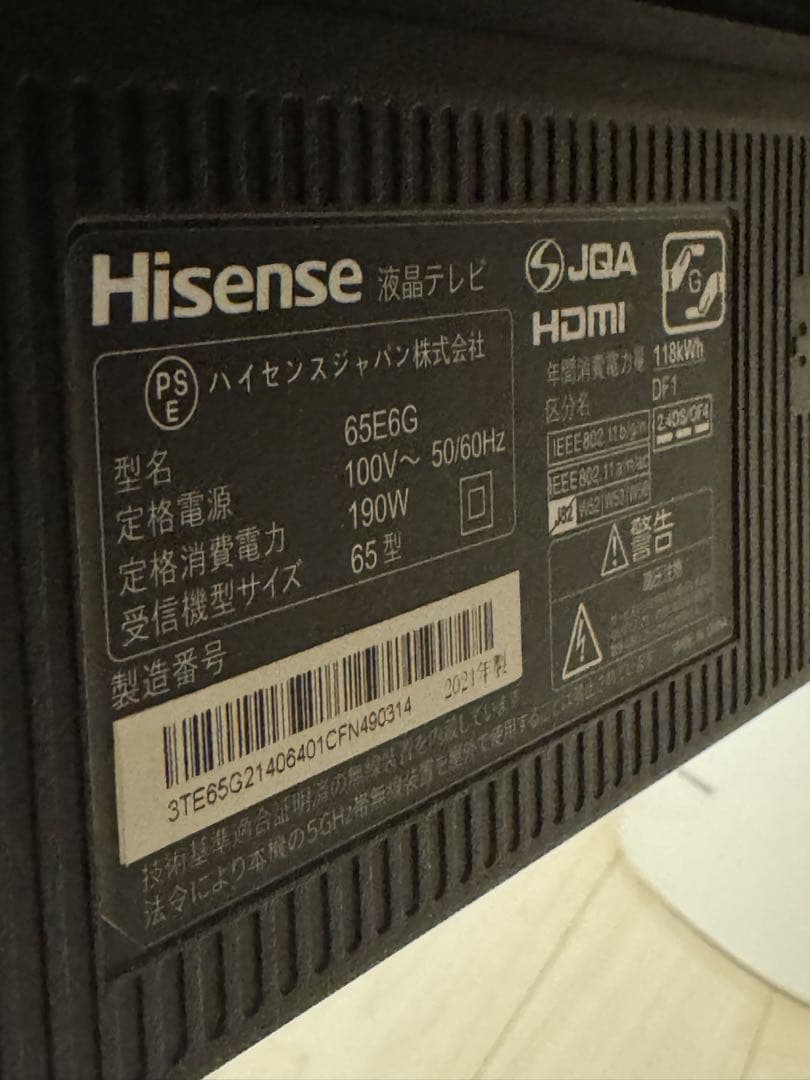 Hisense 液晶テレビ
JQA
G
HDMI
PS
E
ハイセンスジャパン株式会社
型名 65E6G
定格電源 100V～ 50/60Hz
定格消費電力 190W
受信機型サイズ 65型
年間消費電力量 118kWh
区分名 DF1
IEEE802.11b/g/n
2.4DS/OF4
IEEE802.11a/n/ac
J52 W52 W53 W56
警告
製造番号
3TE65G21406401CFN490314 2021年製
技術基準適合証明済の無線装置を内蔵しています
法令により本機の5GHz帯無線装置を屋外で使用することは禁止されています